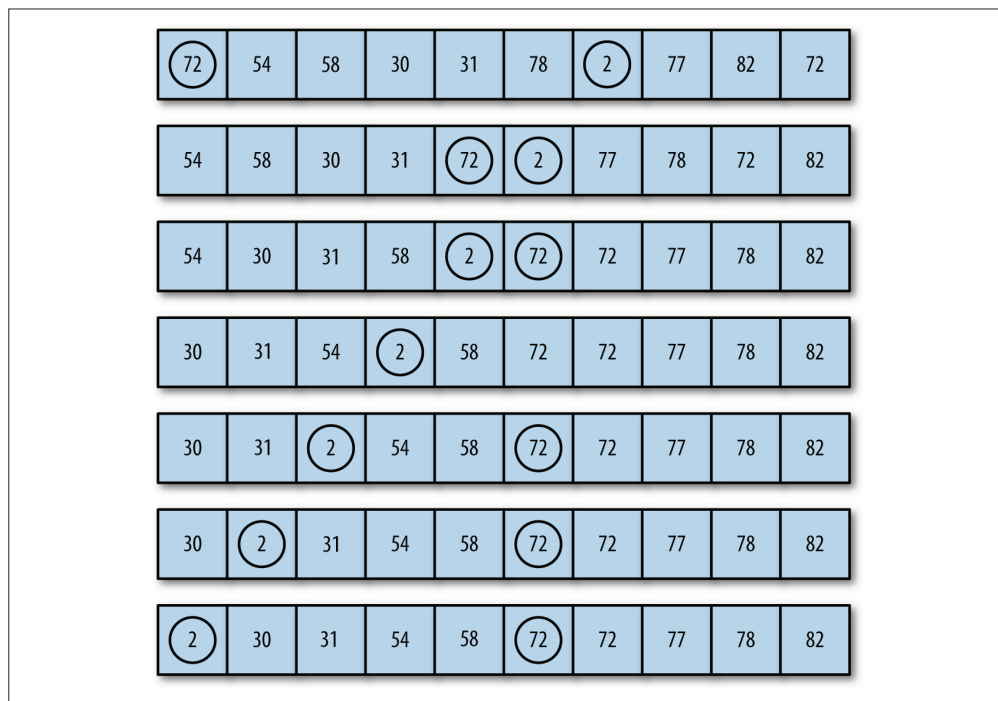 72 54 58 30 31 78 2 77 82 72
54 58 30 31 72 2 77 78 72 82
54 30 31 58 2 72 72 77 78 82
30 31 54 2 58 72 72 77 78 82
30 31 2 54 58 72 72 77 78 82
30 2 31 54 58 72 72 77 78 82
2 30 31 54 58 72 72 77 78 82